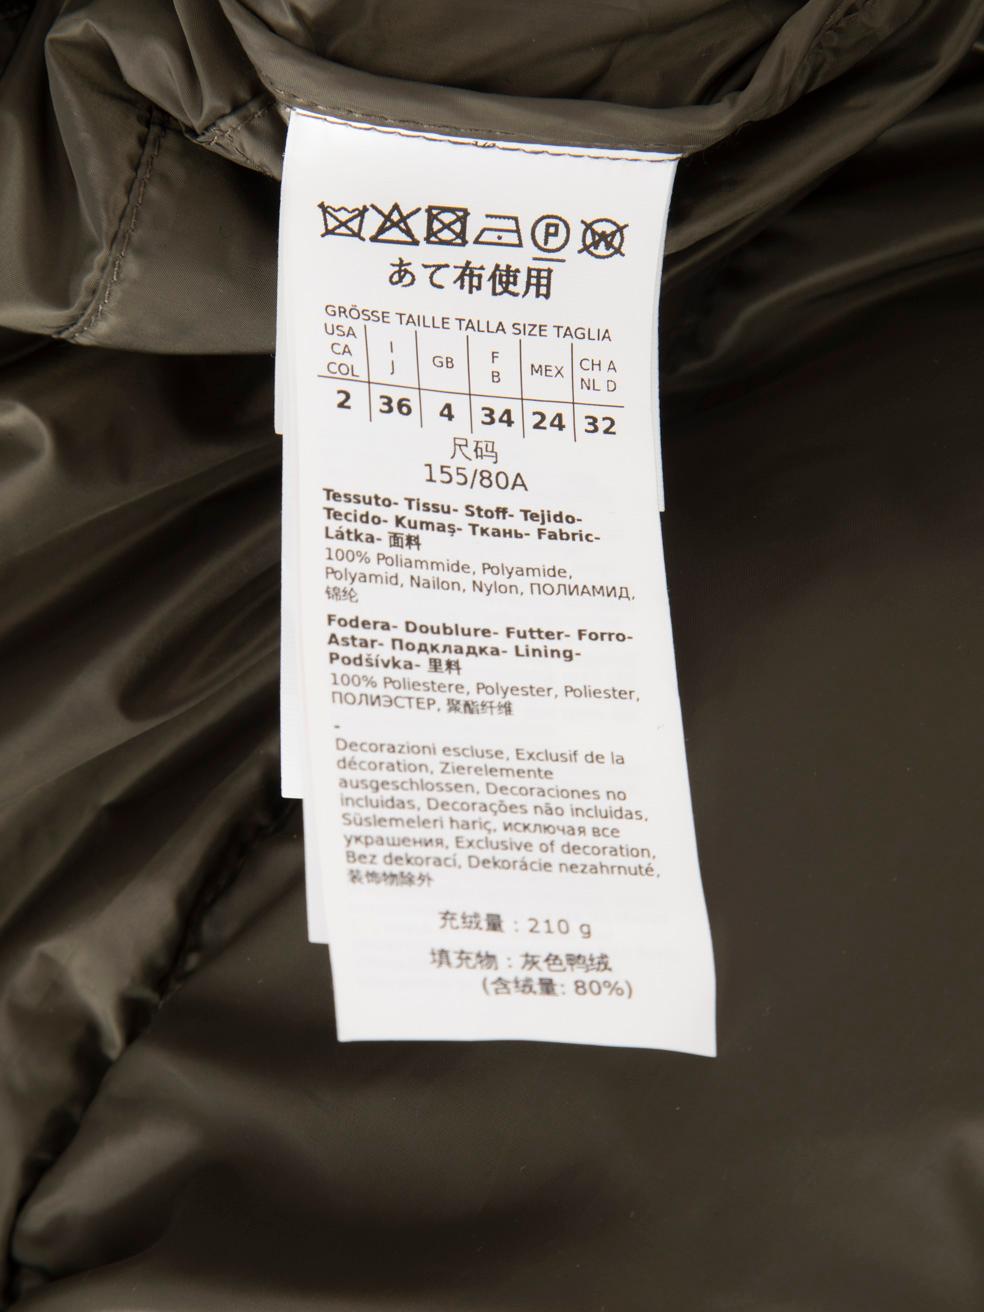 あて布使用
GRÖSSE TAILLE TALLA SIZE TAGLIA
USA CA COL | I J | GB | F B | MEX | CH A NL D
2 | 36 | 4 | 34 | 24 | 32
尺码
155/80A
Tessuto- Tissu- Stoff- Tejido-
Tecido- Kumaş- Ткань- Fabric-
Látka- 面料
100% Poliammide, Polyamide,
Polyamid, Nailon, Nylon, ПОЛИАМИД,
锦纶
Fodera- Doublure- Futter- Forro-
Astar- Подкладка- Lining-
Podšívka- 里料
100% Poliestere, Polyester, Poliester,
ПОЛИЭСТЕР, 聚酯纤维
-
Decorazioni escluse, Exclusif de la
décoration, Zierelemente
ausgeschlossen, Decoraciones no
incluidas, Decorações não incluidas,
Süslemeleri hariç, исключая все
украшения, Exclusive of decoration,
Bez dekorací, Dekorácie nezahrnuté,
装饰物除外
充绒量：210 g
填充物：灰色鸭绒
(含绒量: 80%)